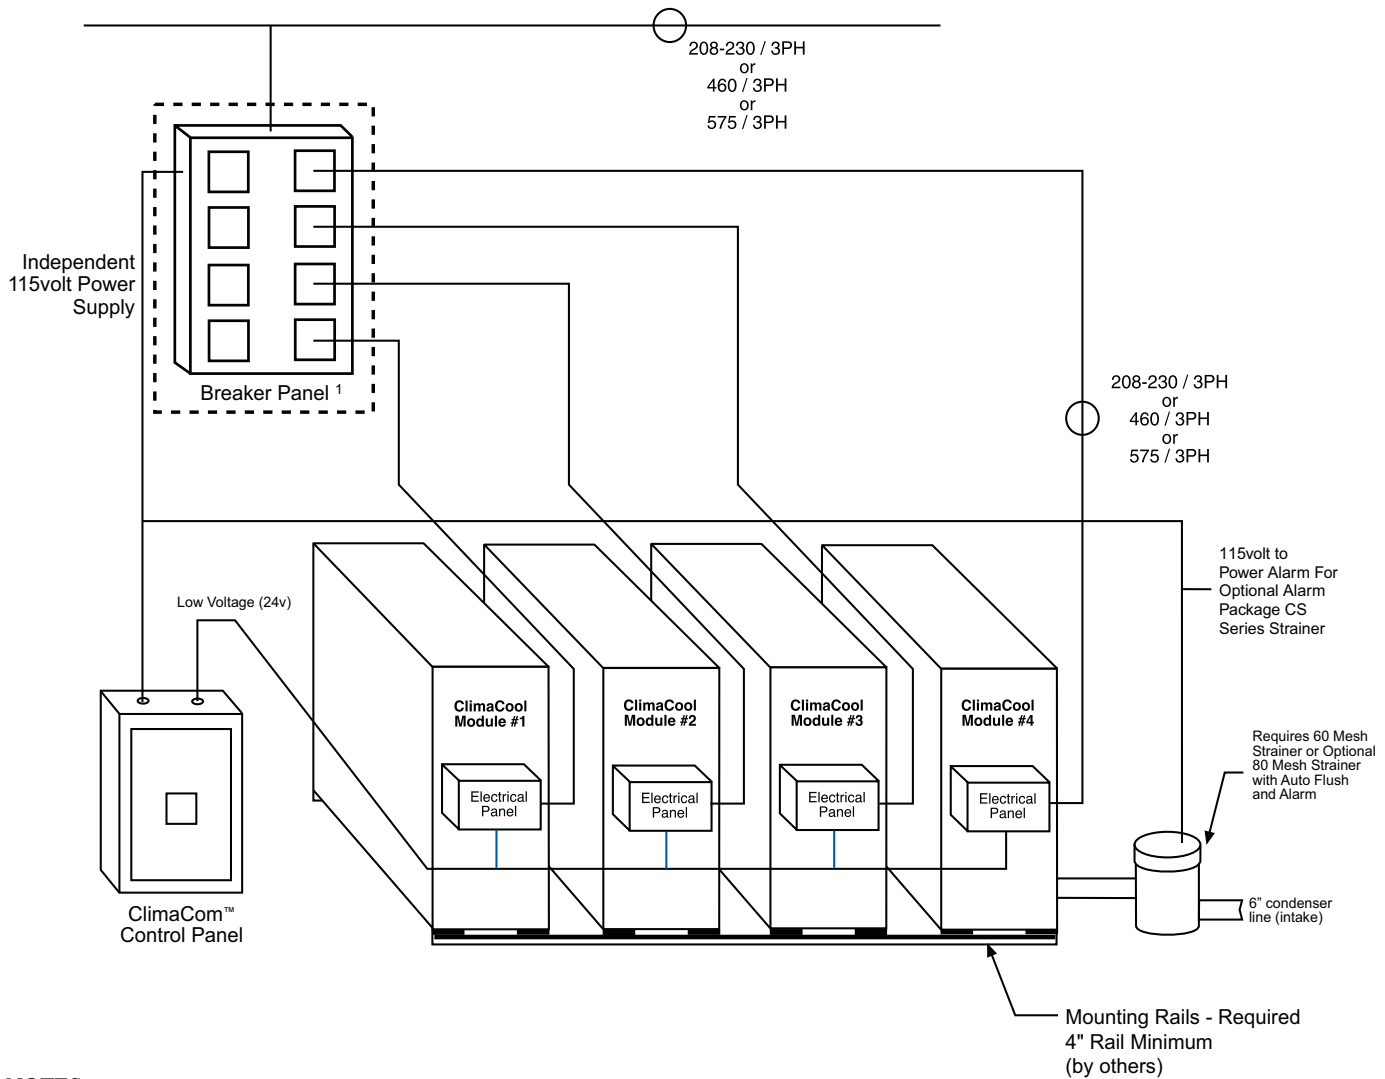 208-230 / 3PH
or
460 / 3PH
or
575 / 3PH
Independent
115volt Power
Supply
Breaker Panel 1
208-230 / 3PH
or
460 / 3PH
or
575 / 3PH
115volt to
Power Alarm For
Optional Alarm
Package CS
Series Strainer
Low Voltage (24v)
ClimaCool
Module #1
ClimaCool
Module #2
ClimaCool
Module #3
ClimaCool
Module #4
Electrical
Panel
Electrical
Panel
Electrical
Panel
Electrical
Panel
Requires 60 Mesh
Strainer or Optional
80 Mesh Strainer
with Auto Flush
and Alarm
6” condenser
line (intake)
ClimaCom™
Control Panel
Mounting Rails - Required
4" Rail Minimum
(by others)